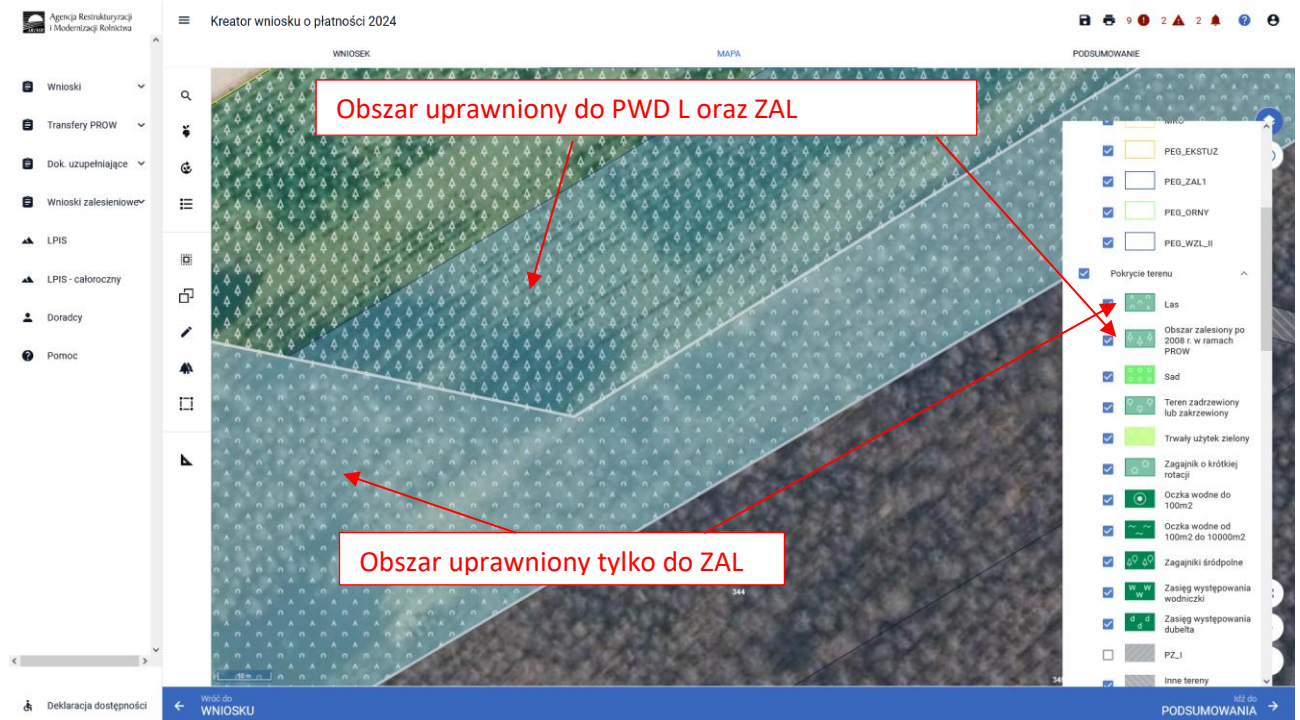 Agencja Restrukturyzacji
i Modernizacji Rolnictwa
Kreator wniosku o płatności 2024
9
2
2
WNIOSEK
MAPA
PODSUMOWANIE
Wnioski
Transfery PROW
Dok. uzupełniające
Wnioski zalesieniowe
LPIS
LPIS - całoroczny
Doradcy
Pomoc
Obszar uprawniony do PWD L oraz ZAL
Obszar uprawniony tylko do ZAL
344
10 m
PEG_EKSTUZ
PEG_ZAL1
PEG_ORNY
PEG_WZL_II
Pokrycie terenu
Las
Obszar zalesiony po
2008 r. w ramach
PROW
Sad
Teren zadrzewiony
lub zakrzewiony
Trwały użytek zielony
Zagajnik o krótkiej
rotacji
Oczka wodne do
100m2
Oczka wodne od
100m2 do 10000m2
Zagajniki śródpolne
Zasięg występowania
wodniczki
Zasięg występowania
dubelta
PZ_I
Inne tereny
Deklaracja dostępności
Wróć do
WNIOSKU
Idź do
PODSUMOWANIA